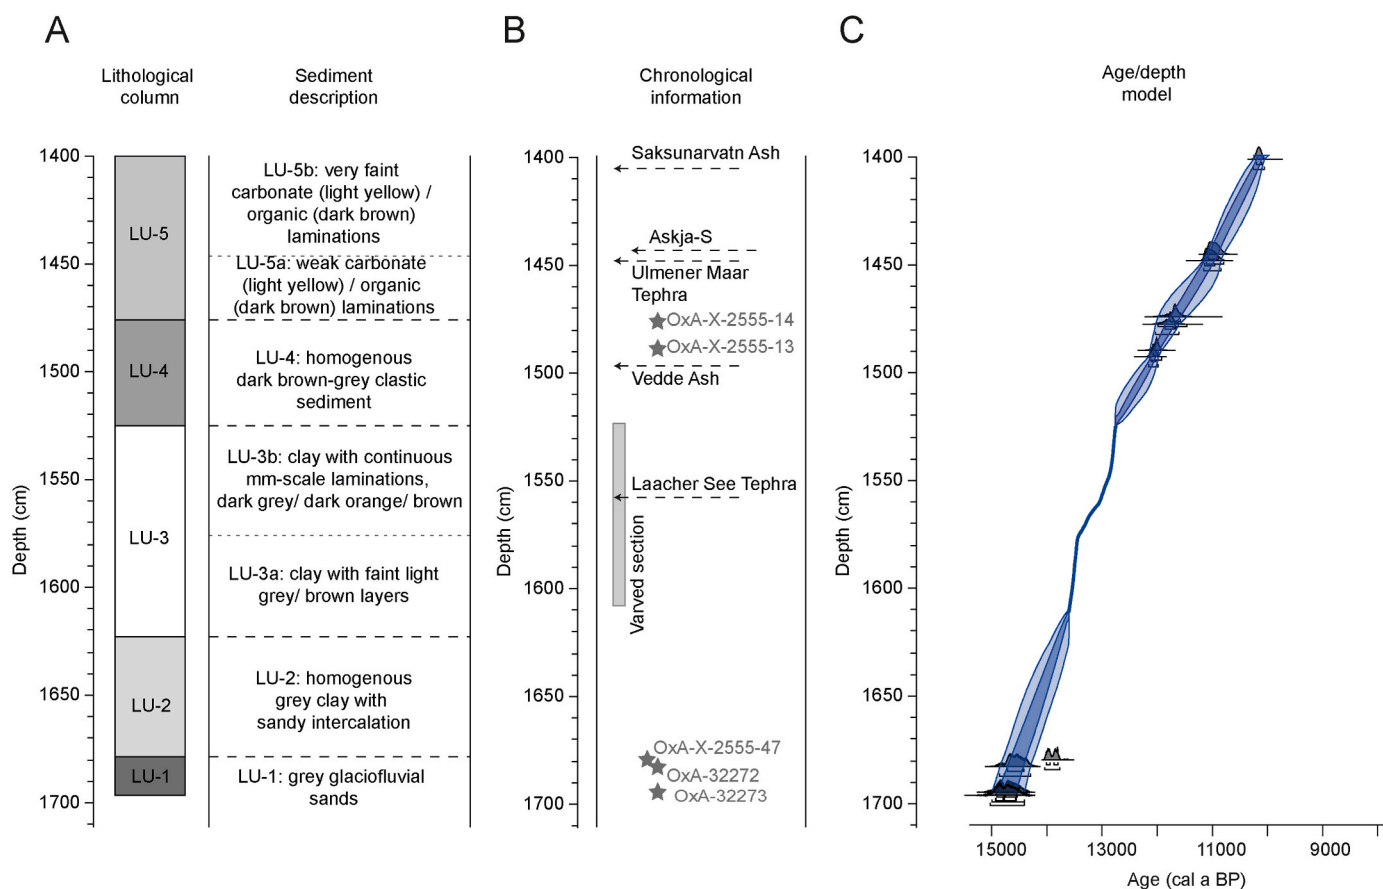 A
B
C
Lithological
column
Sediment
description
Chronological
information
Age/depth
model
Depth (cm)
1400
1450
1500
1550
1600
1650
1700
LU-5
LU-4
LU-3
LU-2
LU-1
LU-5b: very faint
carbonate (light yellow) /
organic (dark brown)
laminations
LU-5a: weak carbonate
(light yellow) / organic
(dark brown) laminations
LU-4: homogenous
dark brown-grey clastic
sediment
LU-3b: clay with continuous
mm-scale laminations,
dark grey/ dark orange/ brown
LU-3a: clay with faint light
grey/ brown layers
LU-2: homogenous
grey clay with
sandy intercalation
LU-1: grey glaciofluvial
sands
Depth (cm)
1400
1450
1500
1550
1600
1650
1700
Saksunarvatn Ash
Askja-S
Ulmener Maar
Tephra
OxA-X-2555-14
OxA-X-2555-13
Vedde Ash
Laacher See Tephra
Varved section
OxA-X-2555-47
OxA-32272
OxA-32273
Depth (cm)
1400
1450
1500
1550
1600
1650
1700
15000
13000
11000
9000
Age (cal a BP)